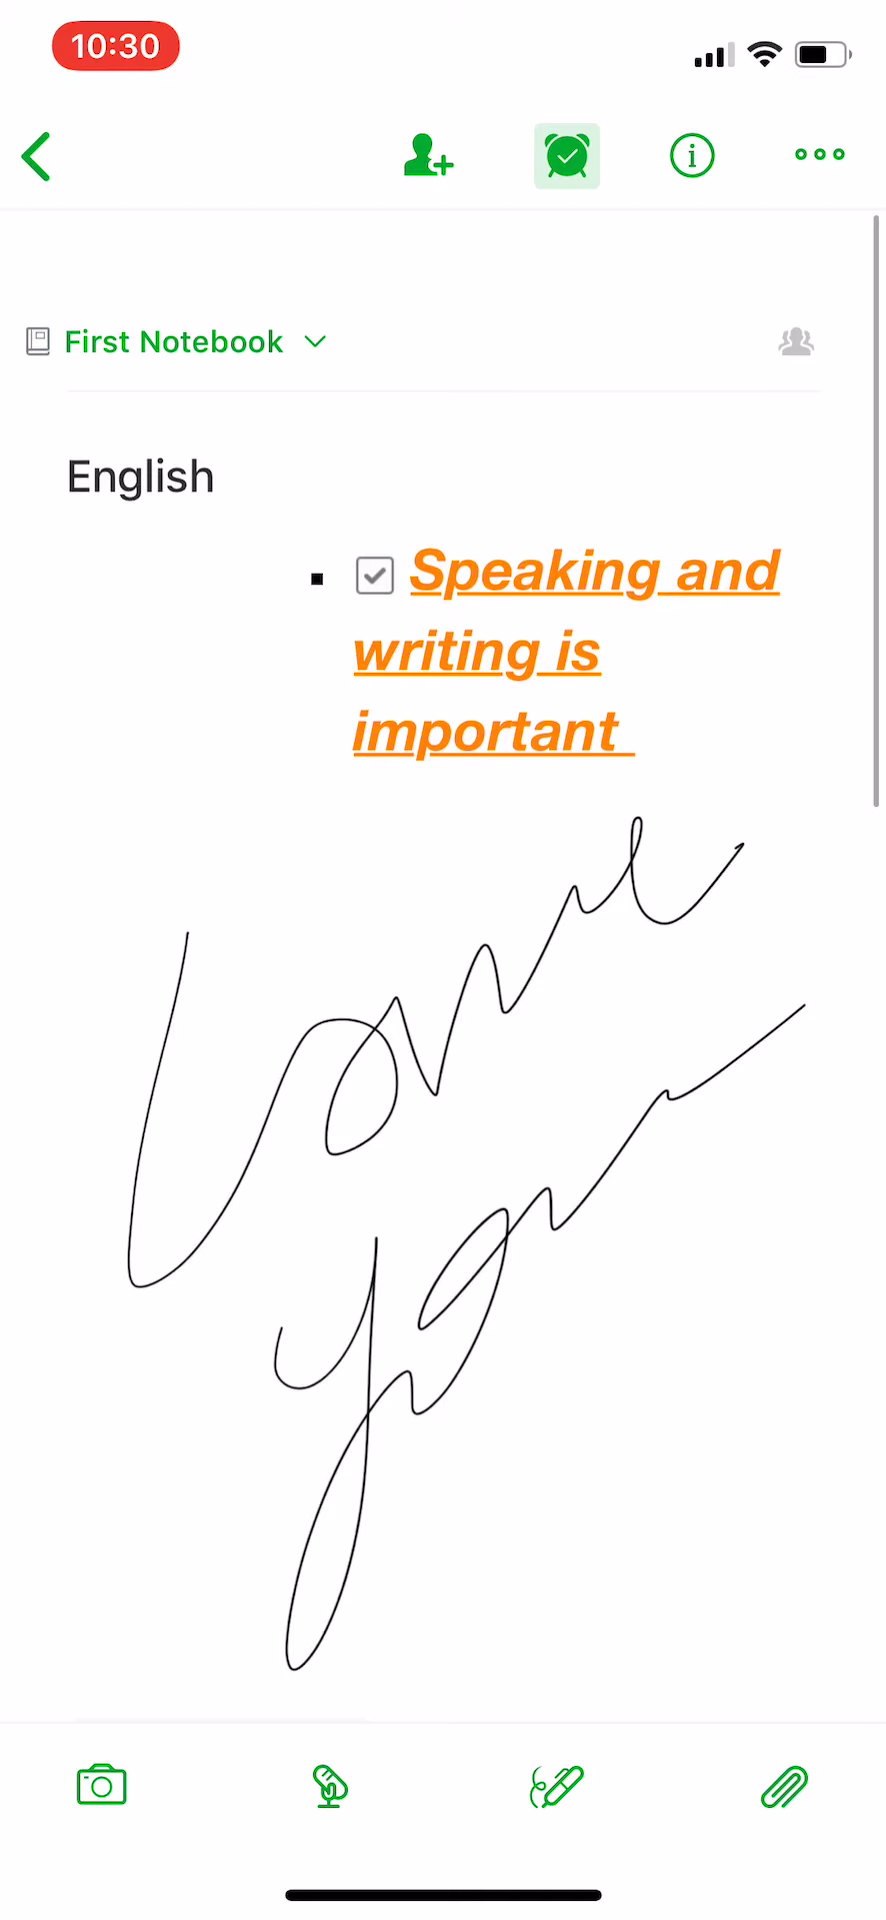 10:30
First Notebook
English
Speaking and
writing is
important
Love
you